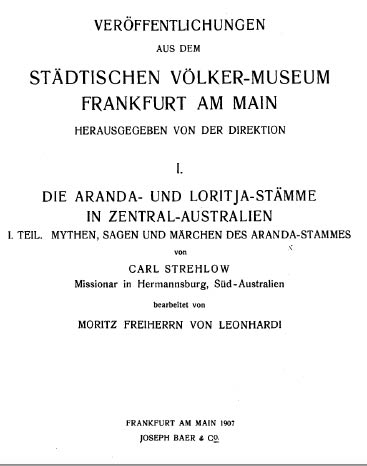 VERÖFFENTLICHUNGEN
AUS DEM
STÄDTISCHEN VÖLKER-MUSEUM
FRANKFURT AM MAIN
HERAUSGEGEBEN VON DER DIREKTION
I.
DIE ARANDA- UND LORITJA-STÄMME
IN ZENTRAL-AUSTRALIEN
I. TEIL. MYTHEN, SAGEN UND MÄRCHEN DES ARANDA-STAMMES
von
CARL STREHLOW
Missionar in Hermannsburg, Süd-Australien
bearbeitet von
MORITZ FREIHERRN VON LEONHARDI
FRANKFURT AM MAIN 1907
JOSEPH BAER & CO.